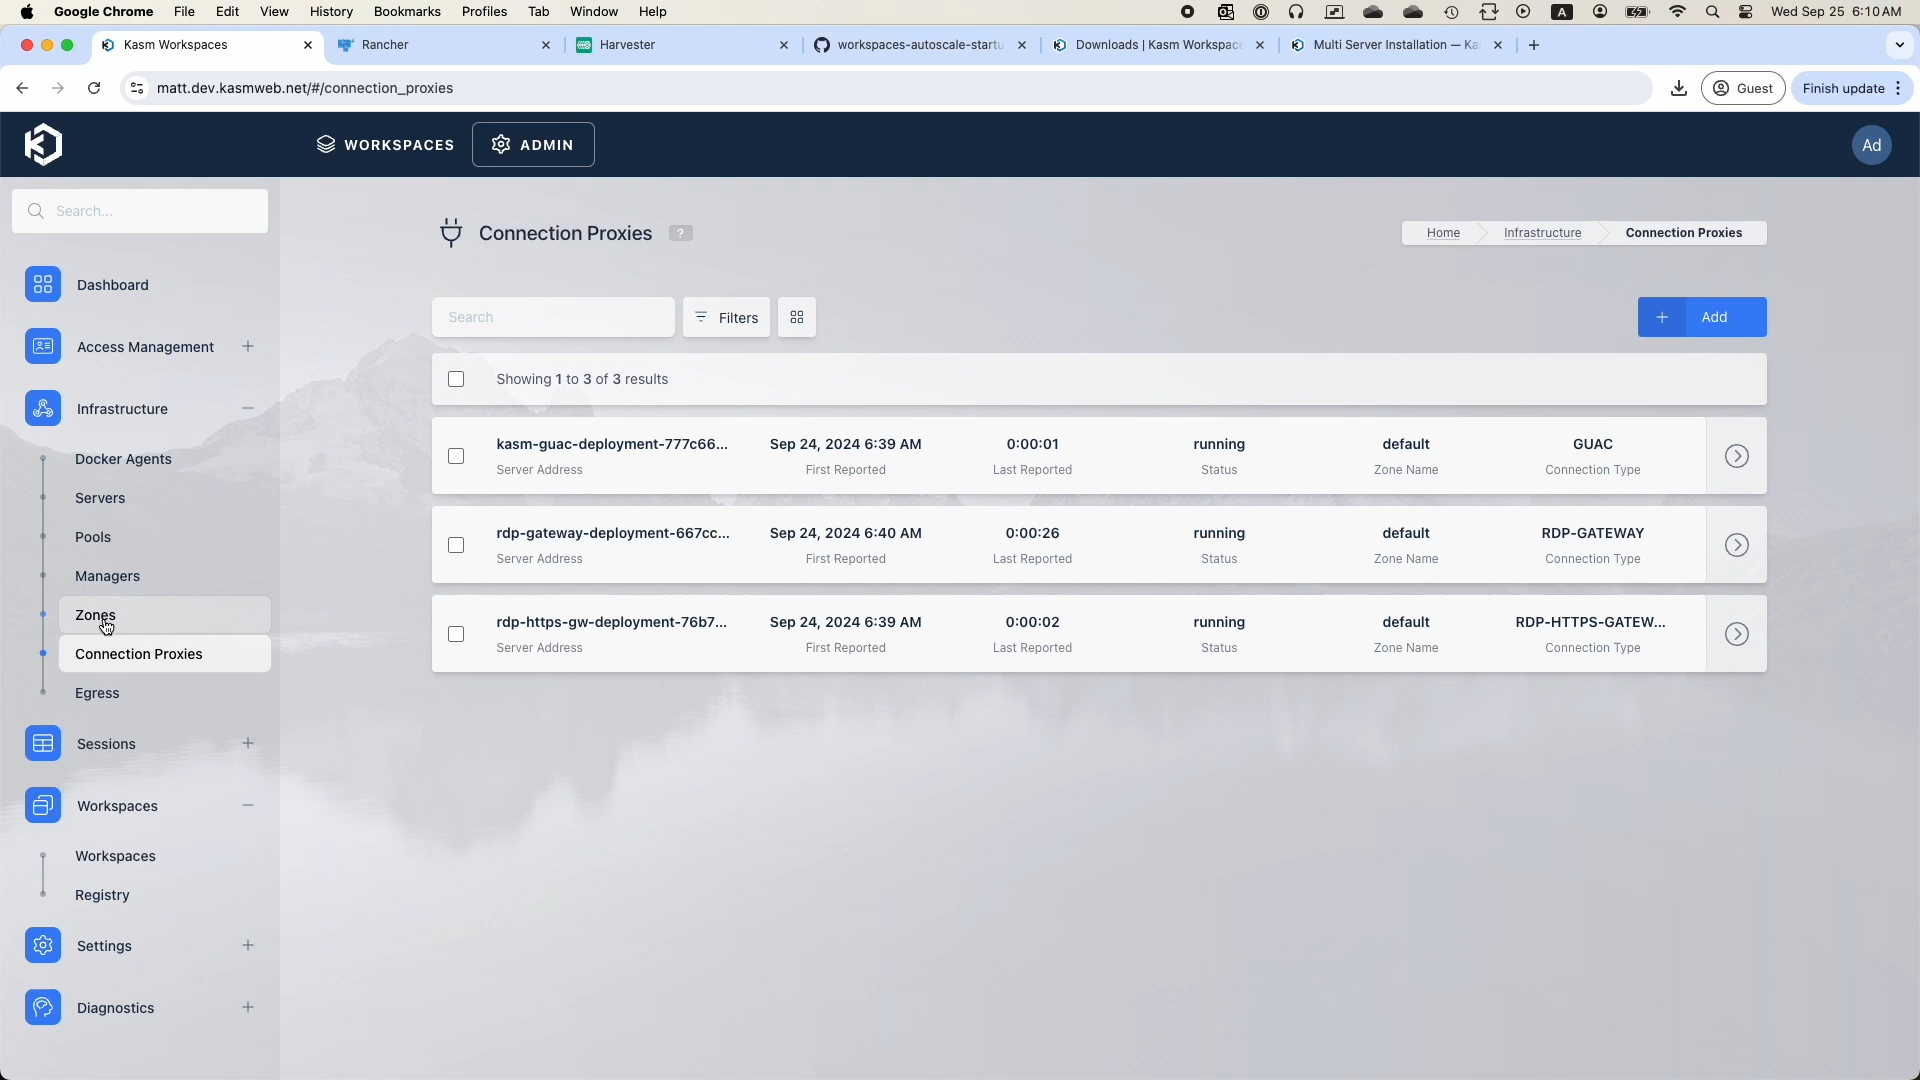 Google Chrome File Edit View History Bookmarks Profiles Tab Window Help A Wed Sep 25 6:10 AM
Kasm Workspaces Rancher Harvester workspaces-autoscale-startu Downloads | Kasm Workspace Multi Server Installation — Ka
matt.dev.kasmweb.net/#/connection_proxies Guest Finish update
WORKSPACES ADMIN Ad
Search...
Connection Proxies ? Home Infrastructure Connection Proxies
Dashboard
Search Filters Add
Access Management
Showing 1 to 3 of 3 results
Infrastructure
kasm-guac-deployment-777c66... Sep 24, 2024 6:39 AM 0:00:01 running default GUAC
Server Address First Reported Last Reported Status Zone Name Connection Type
Docker Agents
Servers
rdp-gateway-deployment-667cc... Sep 24, 2024 6:40 AM 0:00:26 running default RDP-GATEWAY
Server Address First Reported Last Reported Status Zone Name Connection Type
Pools
Managers
Zones
rdp-https-gw-deployment-76b7... Sep 24, 2024 6:39 AM 0:00:02 running default RDP-HTTPS-GATEW...
Server Address First Reported Last Reported Status Zone Name Connection Type
Connection Proxies
Egress
Sessions
Workspaces
Workspaces
Registry
Settings
Diagnostics